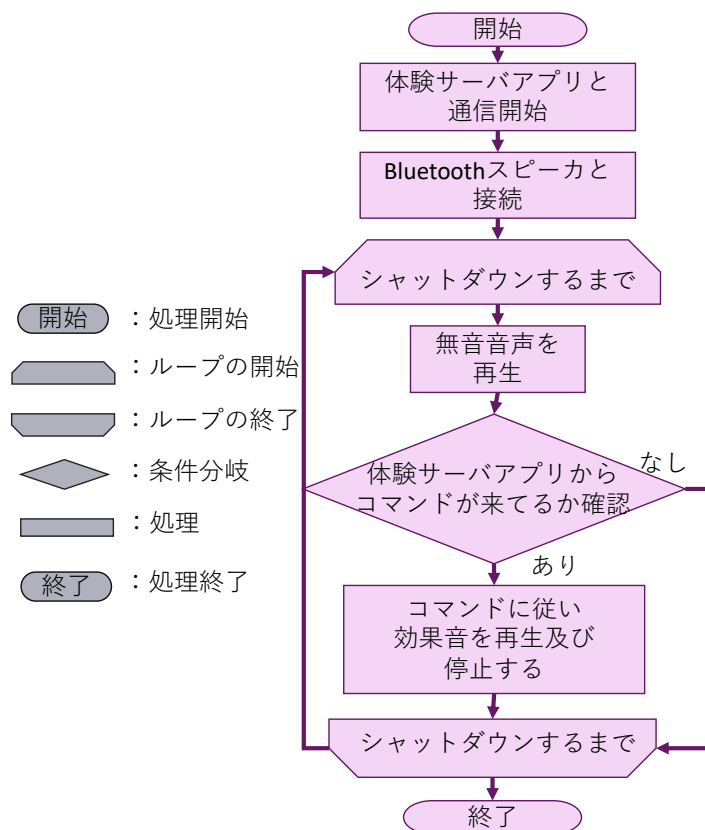 開始
体験サーバアプリと
通信開始
Bluetoothスピーカと
接続
シャットダウンするまで
無音音声を
再生
体験サーバアプリから
コマンドが来てるか確認
なし
あり
コマンドに従い
効果音を再生及び
停止する
シャットダウンするまで
終了
開始 ：処理開始
：ループの開始
：ループの終了
：条件分岐
：処理
終了 ：処理終了